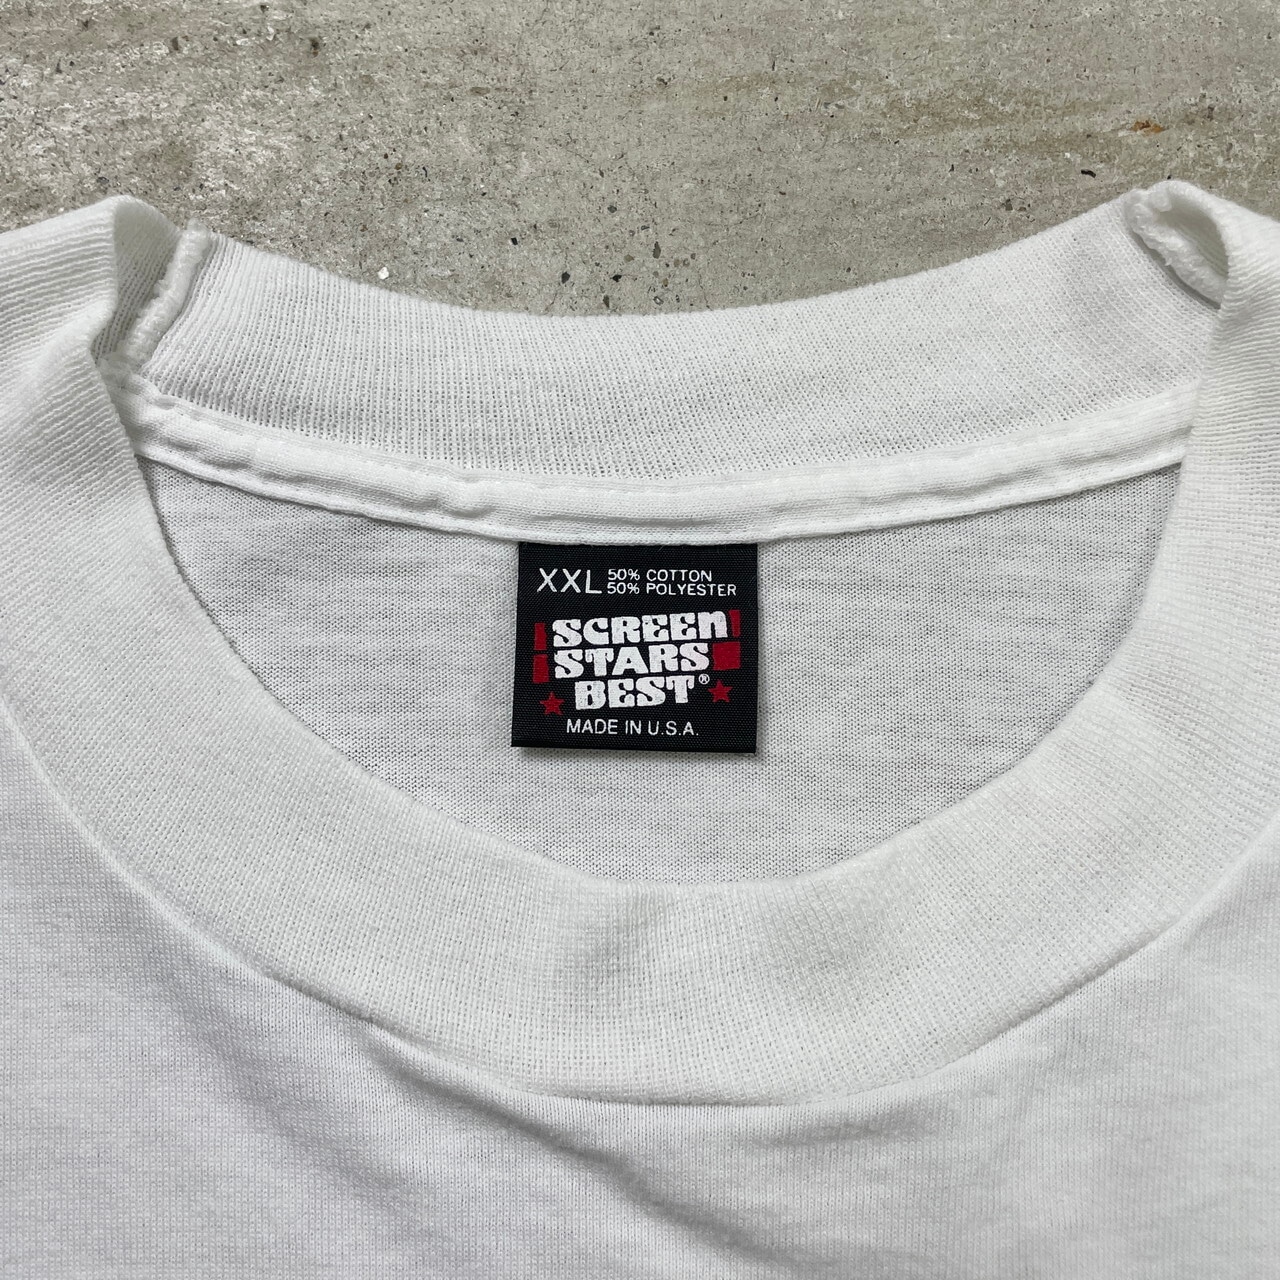 XXL 50% COTTON
50% POLYESTER
SCREEN
STARS
BEST®
MADE IN U.S.A.